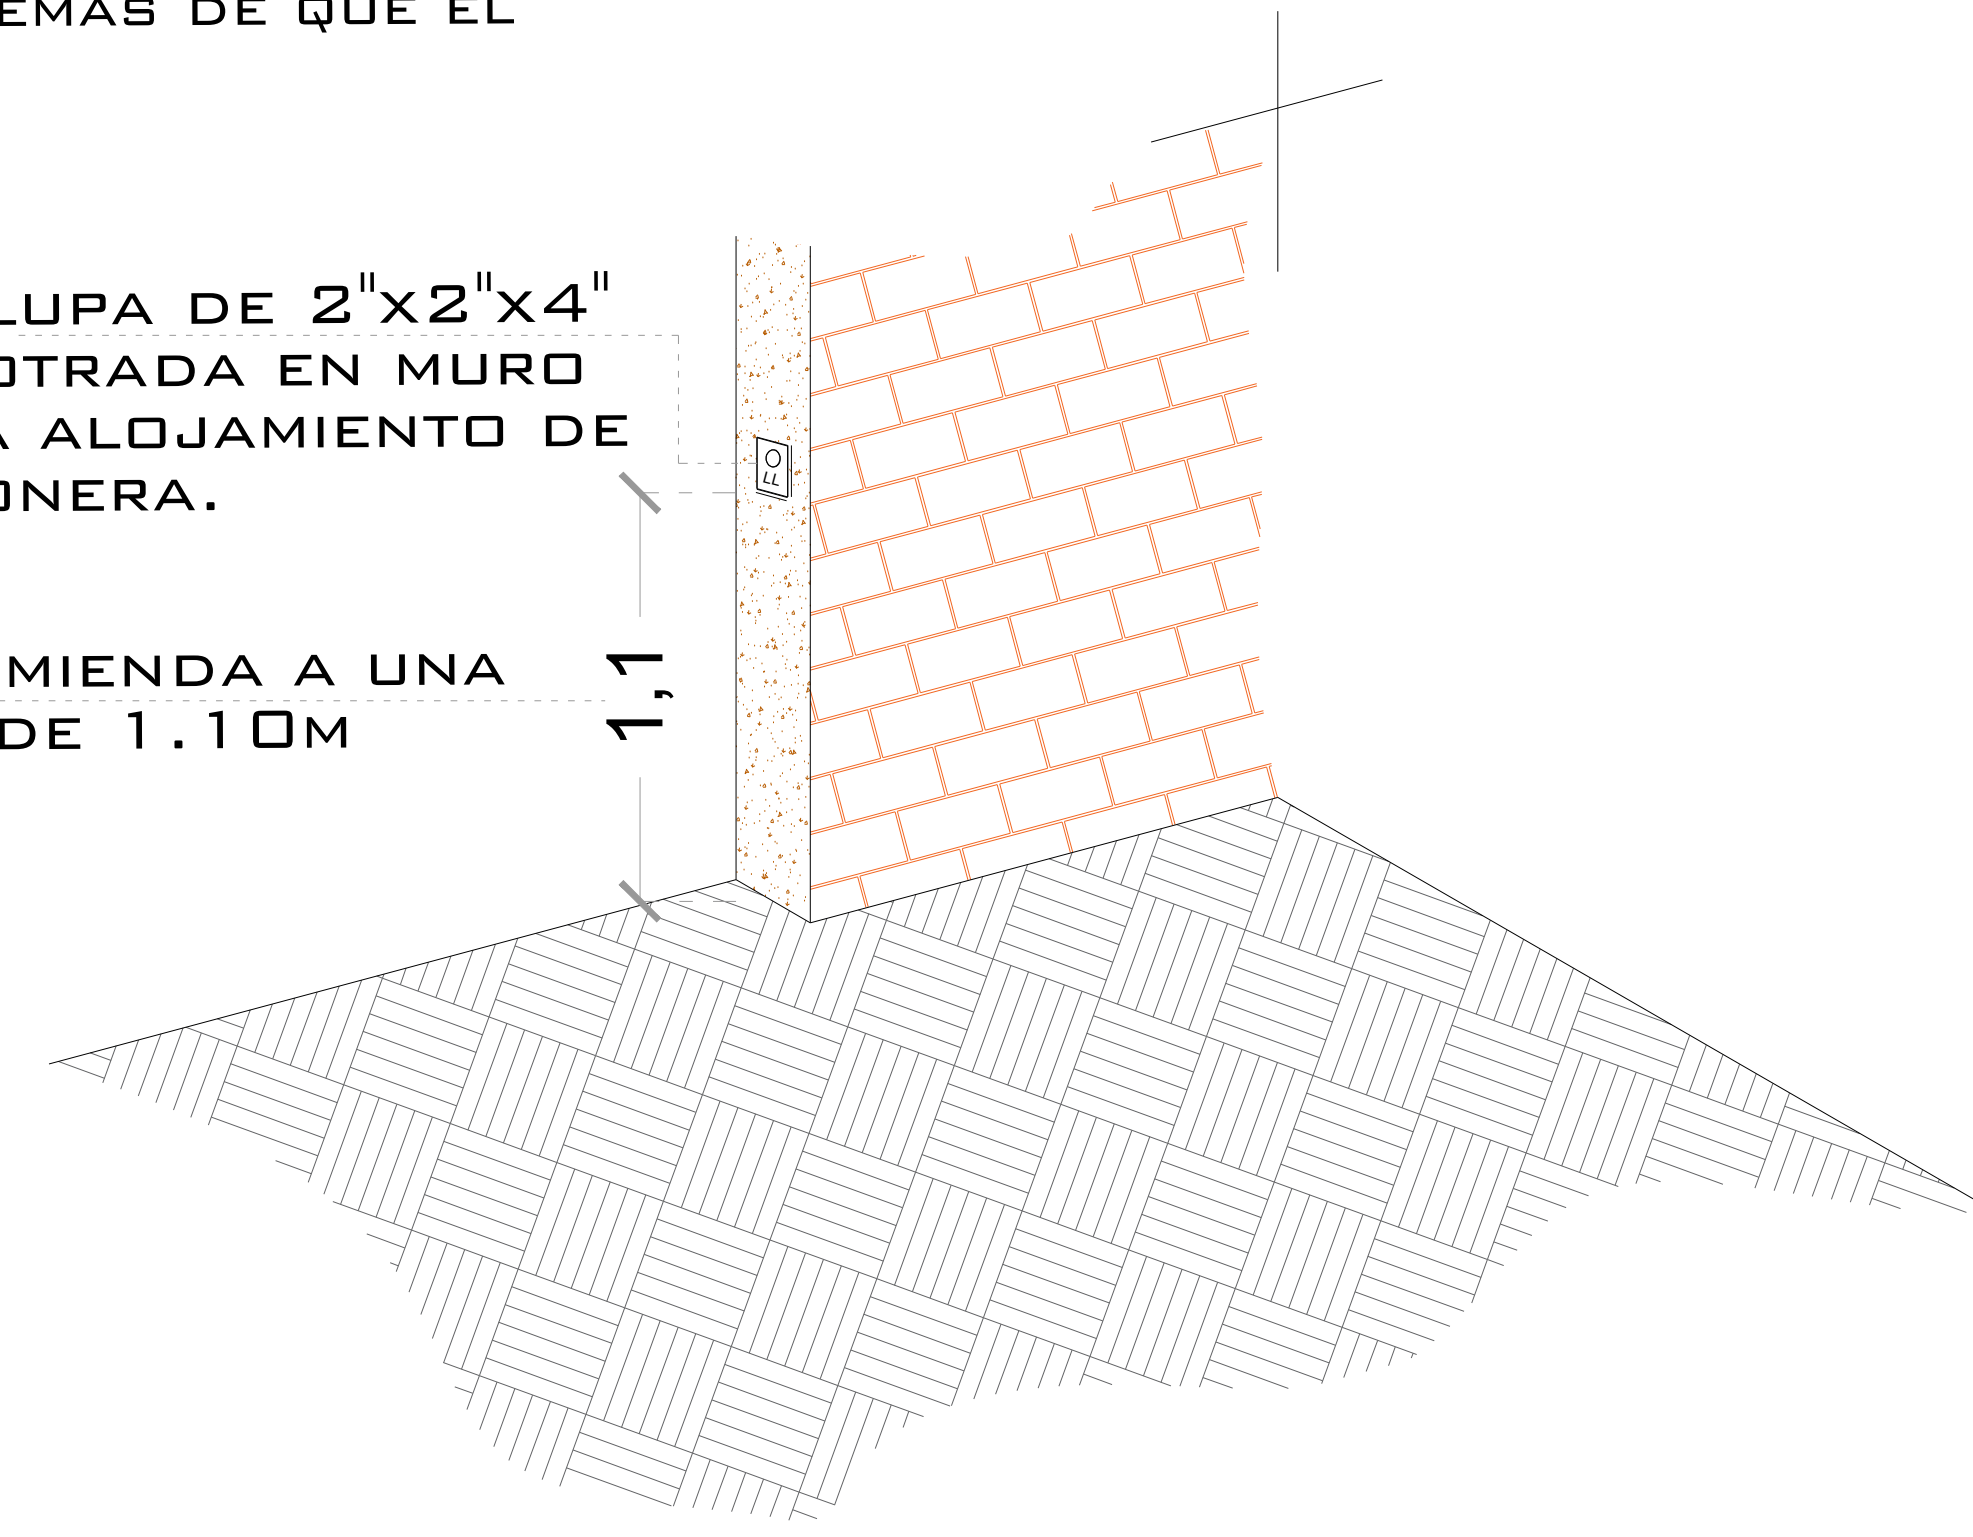 EMAS DE QUE EL
LUPA DE 2"X2"X4"
OTRADA EN MURO
A ALOJAMIENTO DE
ONERA.
MIENDA A UNA
DE 1.10M
1,1
LL